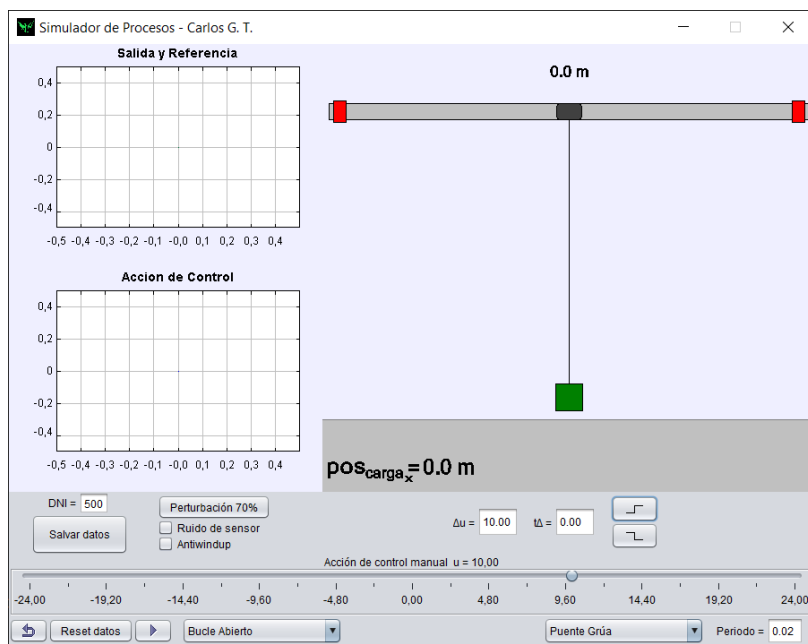 Simulador de Procesos - Carlos G. T.
Salida y Referencia
0,4
0,2
0
-0,2
-0,4
-0,5 -0,4 -0,3 -0,2 -0,1 -0,0 0,1 0,2 0,3 0,4
Accion de Control
0,4
0,2
0
-0,2
-0,4
-0,5 -0,4 -0,3 -0,2 -0,1 -0,0 0,1 0,2 0,3 0,4
0.0 m
pos_carga_x=0.0 m
DNI = 500
Salvar datos
Perturbación 70%
Ruido de sensor
Antiwindup
Δu = 10.00 tΔ = 0.00
Acción de control manual u = 10,00
-24,00 -19,20 -14,40 -9,60 -4,80 0,00 4,80 9,60 14,40 19,20 24,00
Reset datos Bucle Abierto Puente Grúa Periodo = 0.02